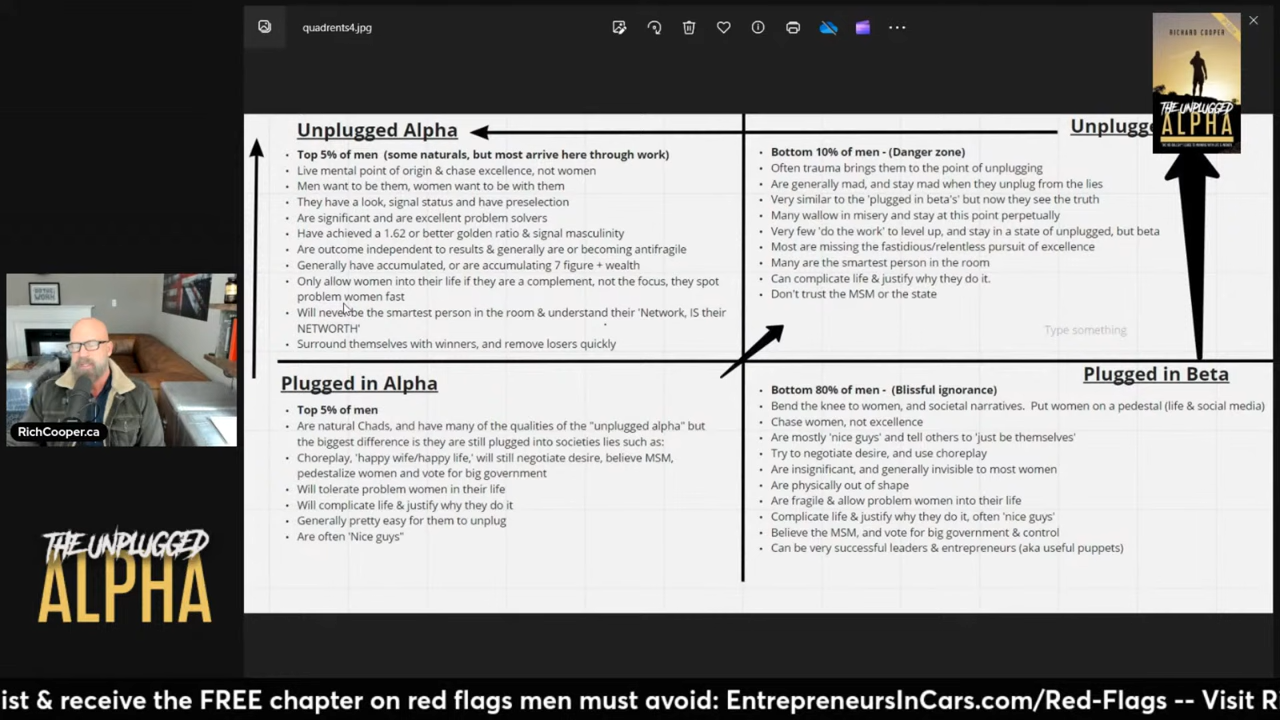 quadrents4.jpg
RICHARD COOPER
THE UNPLUGGED
ALPHA
Unplugged Alpha
Top 5% of men (some naturals, but most arrive here through work)
Live mental point of origin & chase excellence, not women
Men want to be them, women want to be with them
They have a look, signal status and have preselection
Are significant and are excellent problem solvers
Have achieved a 1.62 or better golden ratio & signal masculinity
Are outcome independent to results & generally are or becoming antifragile
Generally have accumulated, or are accumulating 7 figure + wealth
Only allow women into their life if they are a complement, not the focus, they spot
problem women fast
Will never be the smartest person in the room & understand their 'Network, IS their
NETWORTH'
Surround themselves with winners, and remove losers quickly
Bottom 10% of men - (Danger zone)
Often trauma brings them to the point of unplugging
Are generally mad, and stay mad when they unplug from the lies
Very similar to the 'plugged in beta's' but now they see the truth
Many wallow in misery and stay at this point perpetually
Very few 'do the work' to level up, and stay in a state of unplugged, but beta
Most are missing the fastidious/relentless pursuit of excellence
Many are the smartest person in the room
Can complicate life & justify why they do it.
Don't trust the MSM or the state
Type something
Plugged in Alpha
Top 5% of men
Are natural Chads, and have many of the qualities of the "unplugged alpha" but
the biggest difference is they are still plugged into societies lies such as:
Choreplay, 'happy wife/happy life,' will still negotiate desire, believe MSM,
pedestalize women and vote for big government
Will tolerate problem women in their life
Will complicate life & justify why they do it
Generally pretty easy for them to unplug
Are often 'Nice guys"
Plugged in Beta
Bottom 80% of men - (Blissful ignorance)
Bend the knee to women, and societal narratives. Put women on a pedestal (life & social media)
Chase women, not excellence
Are mostly 'nice guys' and tell others to 'just be themselves'
Try to negotiate desire, and use choreplay
Are insignificant, and generally invisible to most women
Are physically out of shape
Are fragile & allow problem women into their life
Complicate life & justify why they do it, often 'nice guys'
Believe the MSM, and vote for big government & control
Can be very successful leaders & entrepreneurs (aka useful puppets)
RichCooper.ca
THE UNPLUGGED
ALPHA
ist & receive the FREE chapter on red flags men must avoid: EntrepreneursInCars.com/Red-Flags -- Visit R